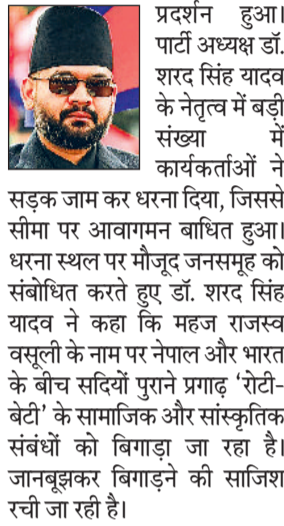 प्रदर्शन हुआ।
पार्टी अध्यक्ष डॉ.
शरद सिंह यादव
के नेतृत्व में बड़ी
संख्या में
कार्यकर्ताओं ने
सड़क जाम कर धरना दिया, जिससे
सीमा पर आवागमन बाधित हुआ।
धरना स्थल पर मौजूद जनसमूह को
संबोधित करते हुए डॉ. शरद सिंह
यादव ने कहा कि महज राजस्व
वसूली के नाम पर नेपाल और भारत
के बीच सदियों पुराने प्रगाढ़ ‘रोटी-
बेटी’ के सामाजिक और सांस्कृतिक
संबंधों को बिगाड़ा जा रहा है।
जानबूझकर बिगाड़ने की साजिश
रची जा रही है।